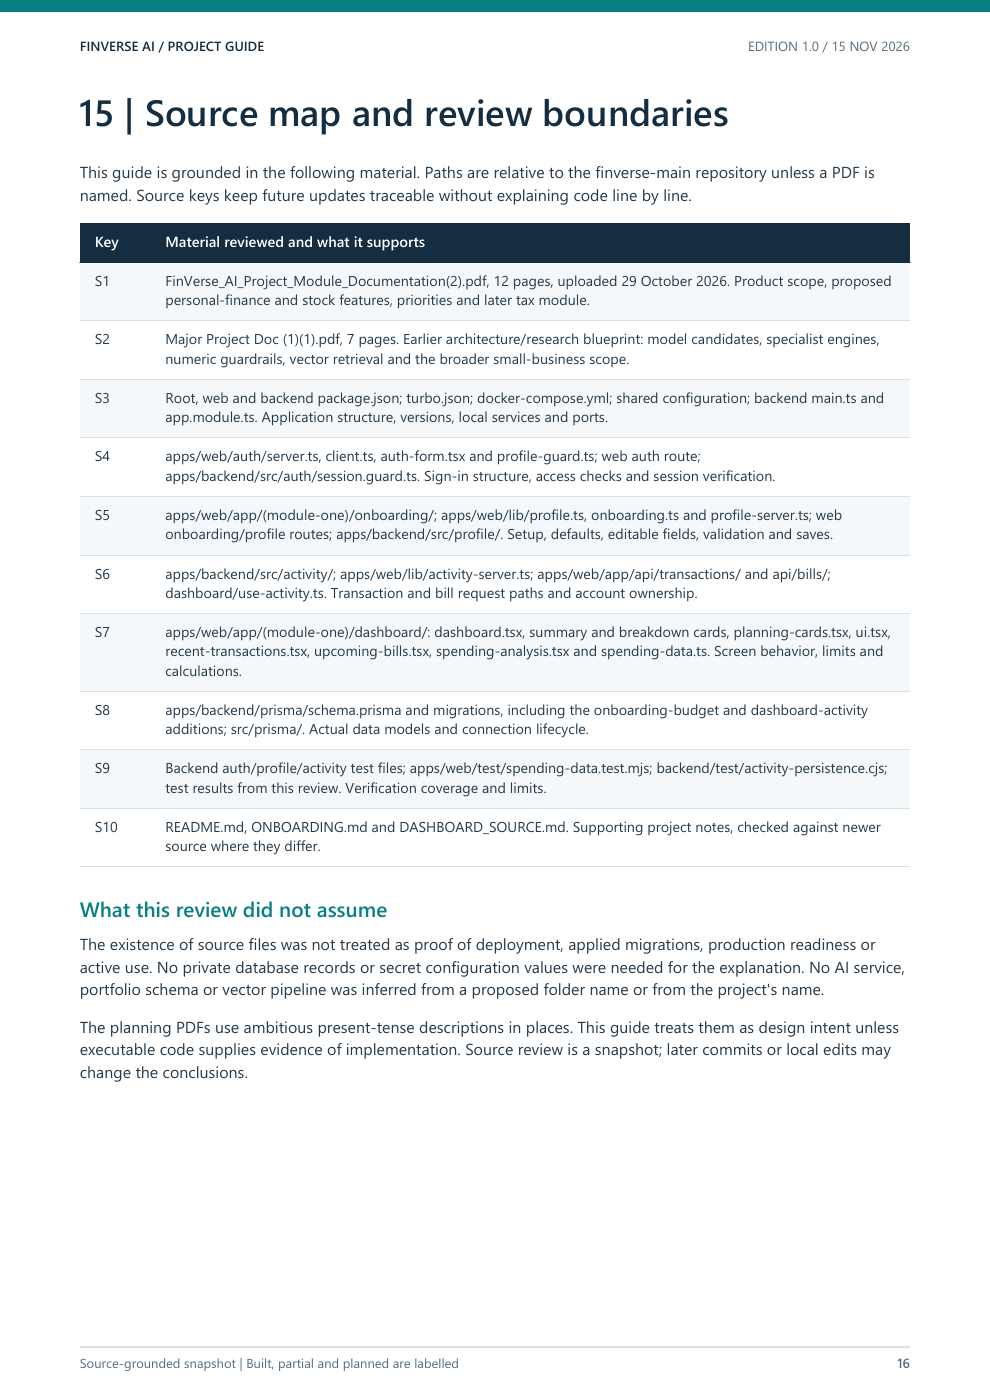 FINVERSE AI / PROJECT GUIDE
EDITION 1.0 / 15 NOV 2026
15 | Source map and review boundaries
This guide is grounded in the following material. Paths are relative to the finverse-main repository unless a PDF is
named. Source keys keep future updates traceable without explaining code line by line.
Key Material reviewed and what it supports
S1 FinVerse_AI_Project_Module_Documentation(2).pdf, 12 pages, uploaded 29 October 2026. Product scope, proposed
personal-finance and stock features, priorities and later tax module.
S2 Major Project Doc (1)(1).pdf, 7 pages. Earlier architecture/research blueprint: model candidates, specialist engines,
numeric guardrails, vector retrieval and the broader small-business scope.
S3 Root, web and backend package.json; turbo.json; docker-compose.yml; shared configuration; backend main.ts and
app.module.ts. Application structure, versions, local services and ports.
S4 apps/web/auth/server.ts, client.ts, auth-form.tsx and profile-guard.ts; web auth route;
apps/backend/src/auth/session.guard.ts. Sign-in structure, access checks and session verification.
S5 apps/web/app/(module-one)/onboarding/; apps/web/lib/profile.ts, onboarding.ts and profile-server.ts; web
onboarding/profile routes; apps/backend/src/profile/. Setup, defaults, editable fields, validation and saves.
S6 apps/backend/src/activity/; apps/web/lib/activity-server.ts; apps/web/app/api/transactions/ and api/bills/;
dashboard/use-activity.ts. Transaction and bill request paths and account ownership.
S7 apps/web/app/(module-one)/dashboard/: dashboard.tsx, summary and breakdown cards, planning-cards.tsx, ui.tsx,
recent-transactions.tsx, upcoming-bills.tsx, spending-analysis.tsx and spending-data.ts. Screen behavior, limits and
calculations.
S8 apps/backend/prisma/schema.prisma and migrations, including the onboarding-budget and dashboard-activity
additions; src/prisma/. Actual data models and connection lifecycle.
S9 Backend auth/profile/activity test files; apps/web/test/spending-data.test.mjs; backend/test/activity-persistence.cjs;
test results from this review. Verification coverage and limits.
S10 README.md, ONBOARDING.md and DASHBOARD_SOURCE.md. Supporting project notes, checked against newer
source where they differ.
What this review did not assume
The existence of source files was not treated as proof of deployment, applied migrations, production readiness or
active use. No private database records or secret configuration values were needed for the explanation. No AI service,
portfolio schema or vector pipeline was inferred from a proposed folder name or from the project's name.
The planning PDFs use ambitious present-tense descriptions in places. This guide treats them as design intent unless
executable code supplies evidence of implementation. Source review is a snapshot; later commits or local edits may
change the conclusions.
Source-grounded snapshot | Built, partial and planned are labelled
16